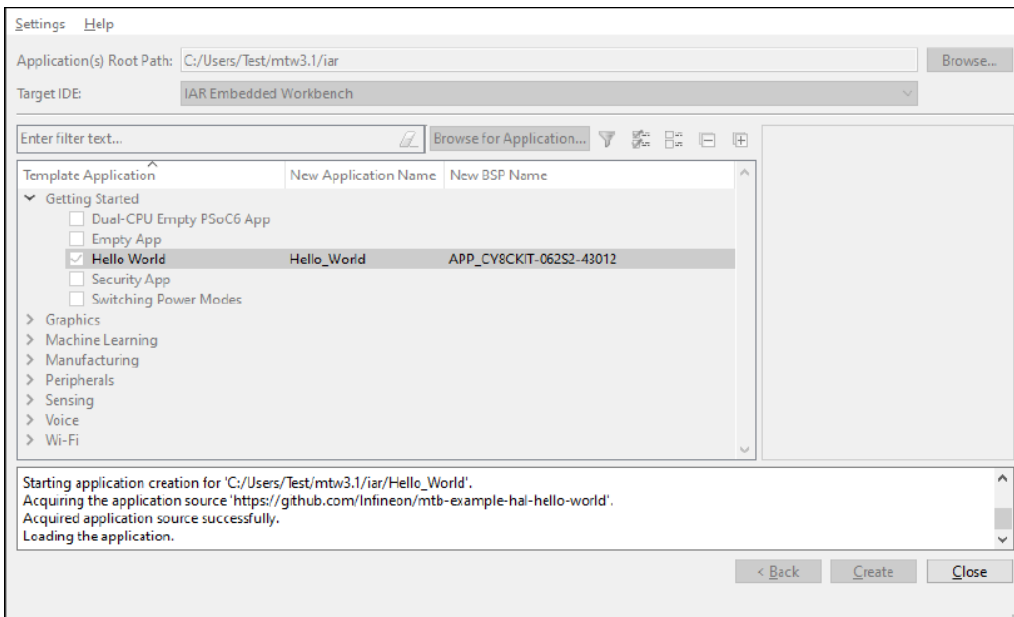 Settings Help
Application(s) Root Path: C:/Users/Test/mtw3.1/iar Browse...
Target IDE: IAR Embedded Workbench
Enter filter text... Browse for Application...
Template Application New Application Name New BSP Name
Getting Started
Dual-CPU Empty PSoC6 App
Empty App
Hello World Hello_World APP_CY8CKIT-062S2-43012
Security App
Switching Power Modes
Graphics
Machine Learning
Manufacturing
Peripherals
Sensing
Voice
Wi-Fi
Starting application creation for 'C:/Users/Test/mtw3.1/iar/Hello_World'.
Acquiring the application source 'https://github.com/Infineon/mtb-example-hal-hello-world'.
Acquired application source successfully.
Loading the application.
< Back Create Close